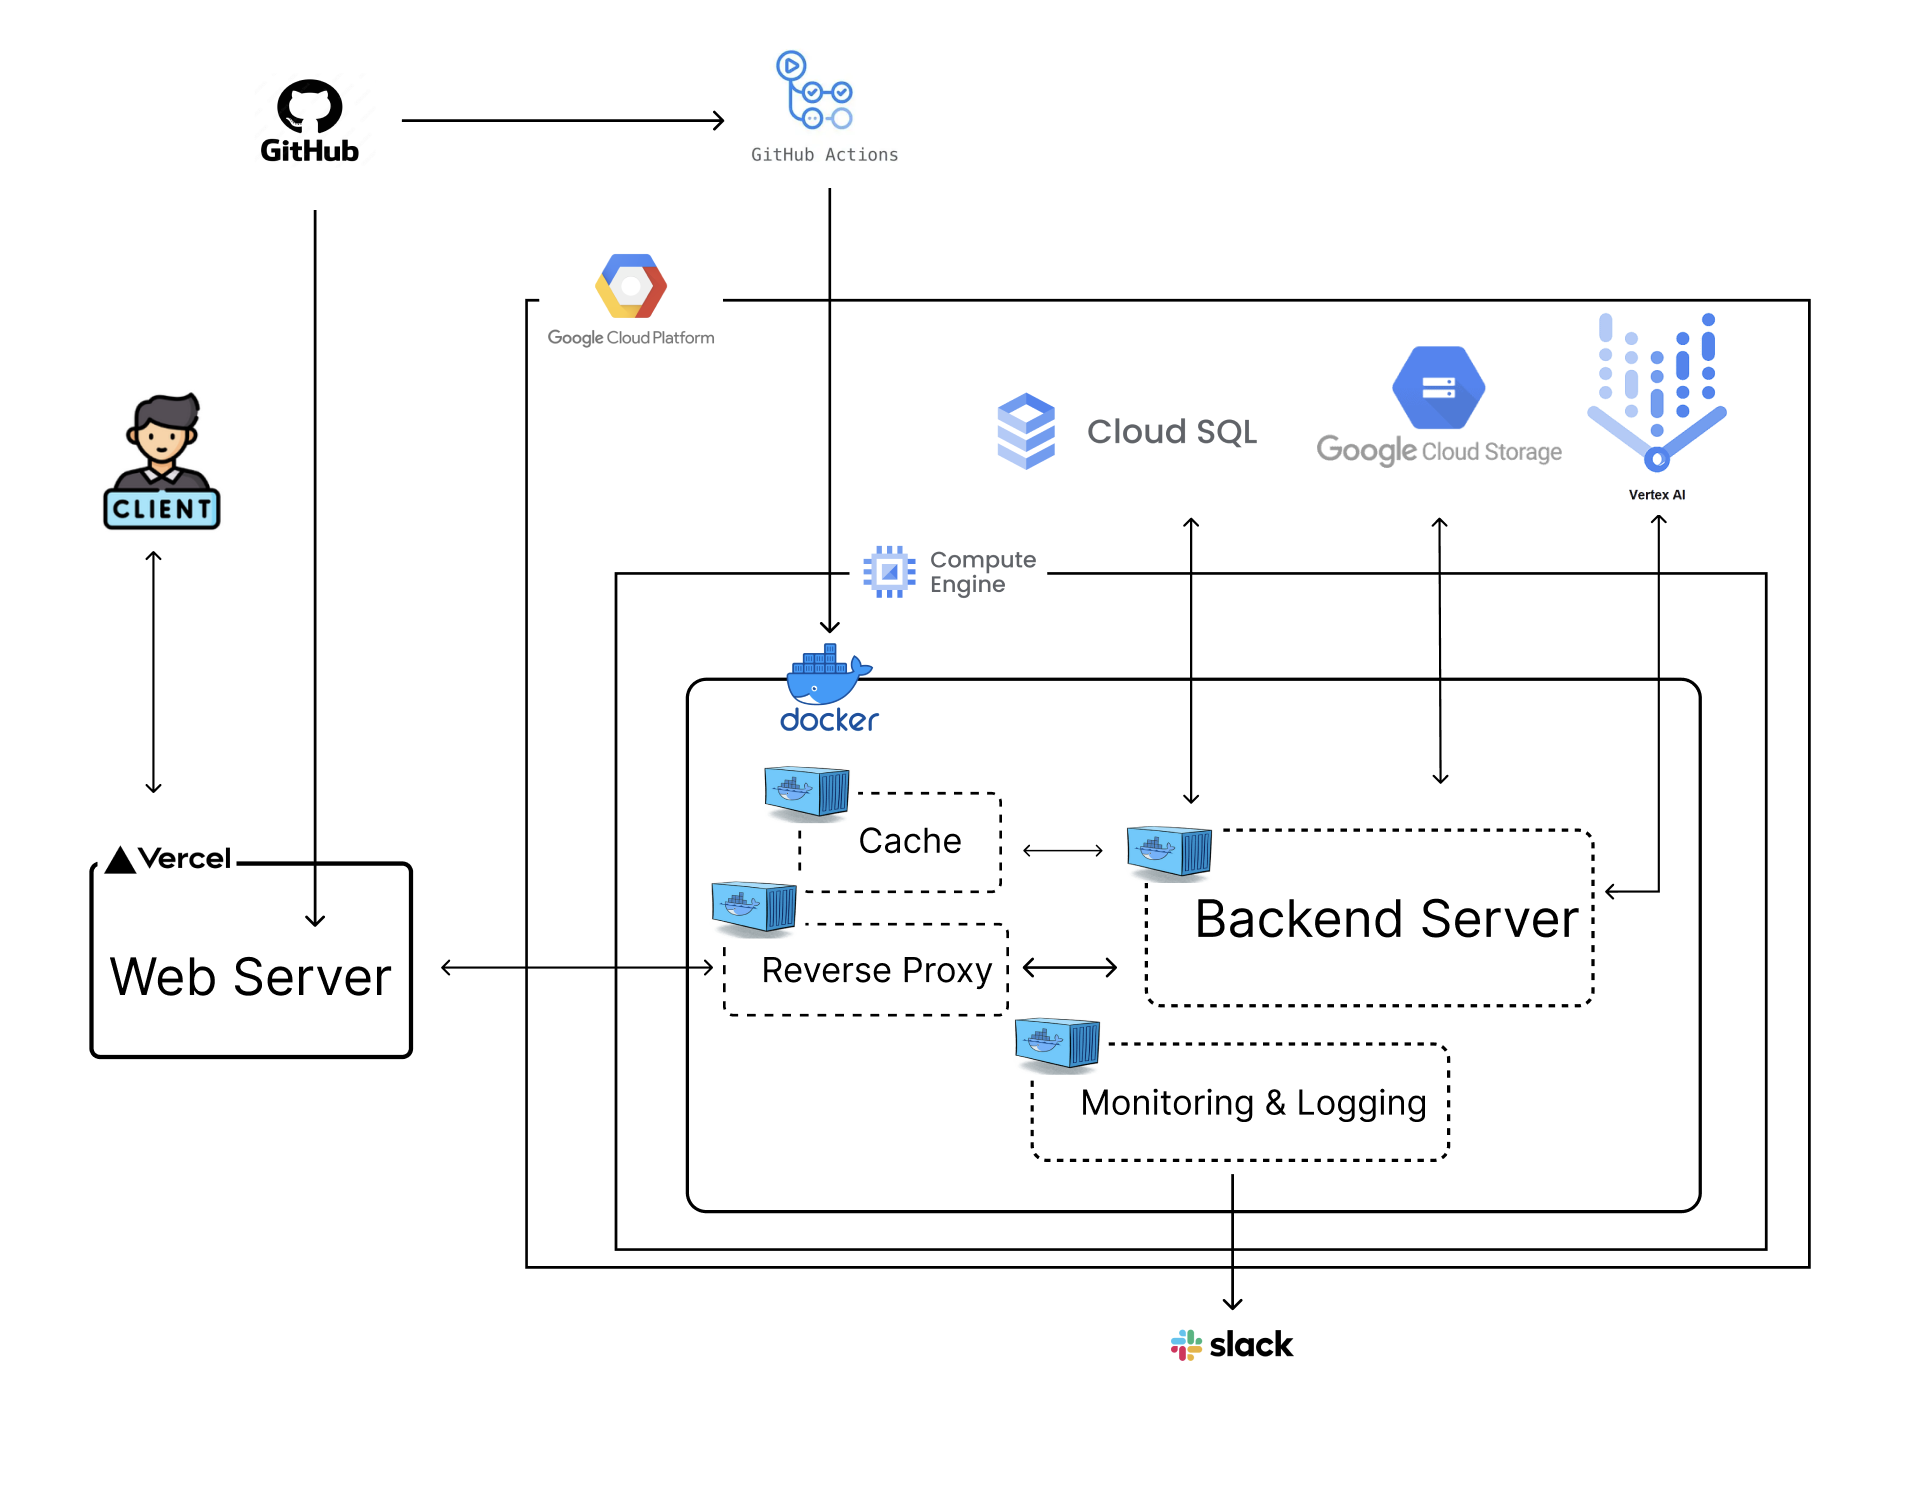 GitHub
GitHub Actions
Google Cloud Platform
Cloud SQL
Google Cloud Storage
Vertex AI
CLIENT
Compute
Engine
docker
Cache
Vercel
Backend Server
Web Server
Reverse Proxy
Monitoring & Logging
slack